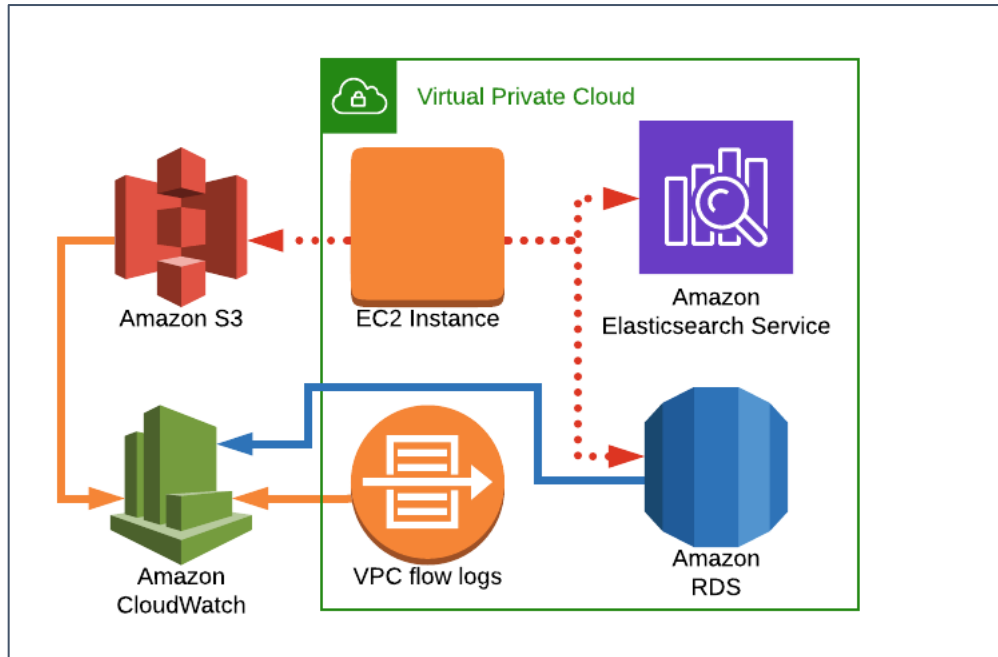 Virtual Private Cloud
Amazon S3
EC2 Instance
Amazon
Elasticsearch Service
Amazon
CloudWatch
VPC flow logs
Amazon
RDS